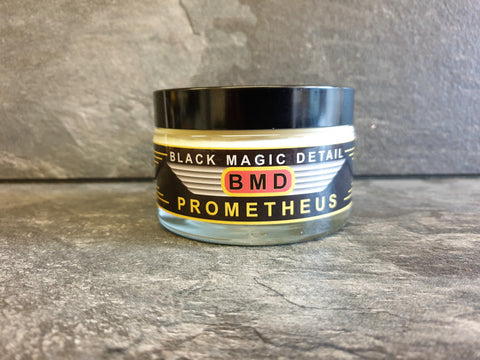 BLACK MAGIC DETAIL
BMD
PROMETHEUS